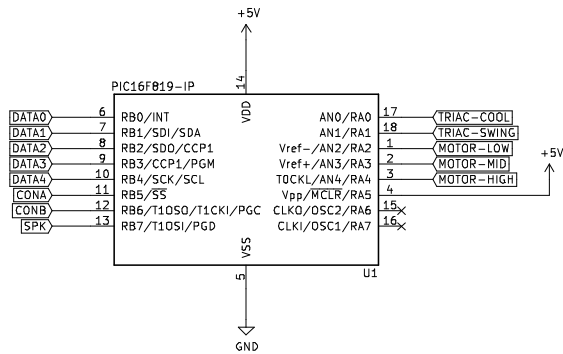 +5V
PIC16F819-IP
14
VDD
DATA0 6 RB0/INT AN0/RA0 17 TRIAC-COOL
DATA1 7 RB1/SDI/SDA AN1/RA1 18 TRIAC-SWING
DATA2 8 RB2/SDO/CCP1 Vref-/AN2/RA2 1 MOTOR-LOW
DATA3 9 RB3/CCP1/PGM Vref+/AN3/RA3 2 MOTOR-MID
+5V
DATA4 10 RB4/SCK/SCL TOCKL/AN4/RA4 3 MOTOR-HIGH
CONA 11 RB5/SS Vpp/MCLR/RA5 4
CONB 12 RB6/T1OSO/T1CKI/PGC CLKO/OSC2/RA6 15
SPK 13 RB7/T1OSI/PGD CLKI/OSC1/RA7 16
VSS
U1
5
GND